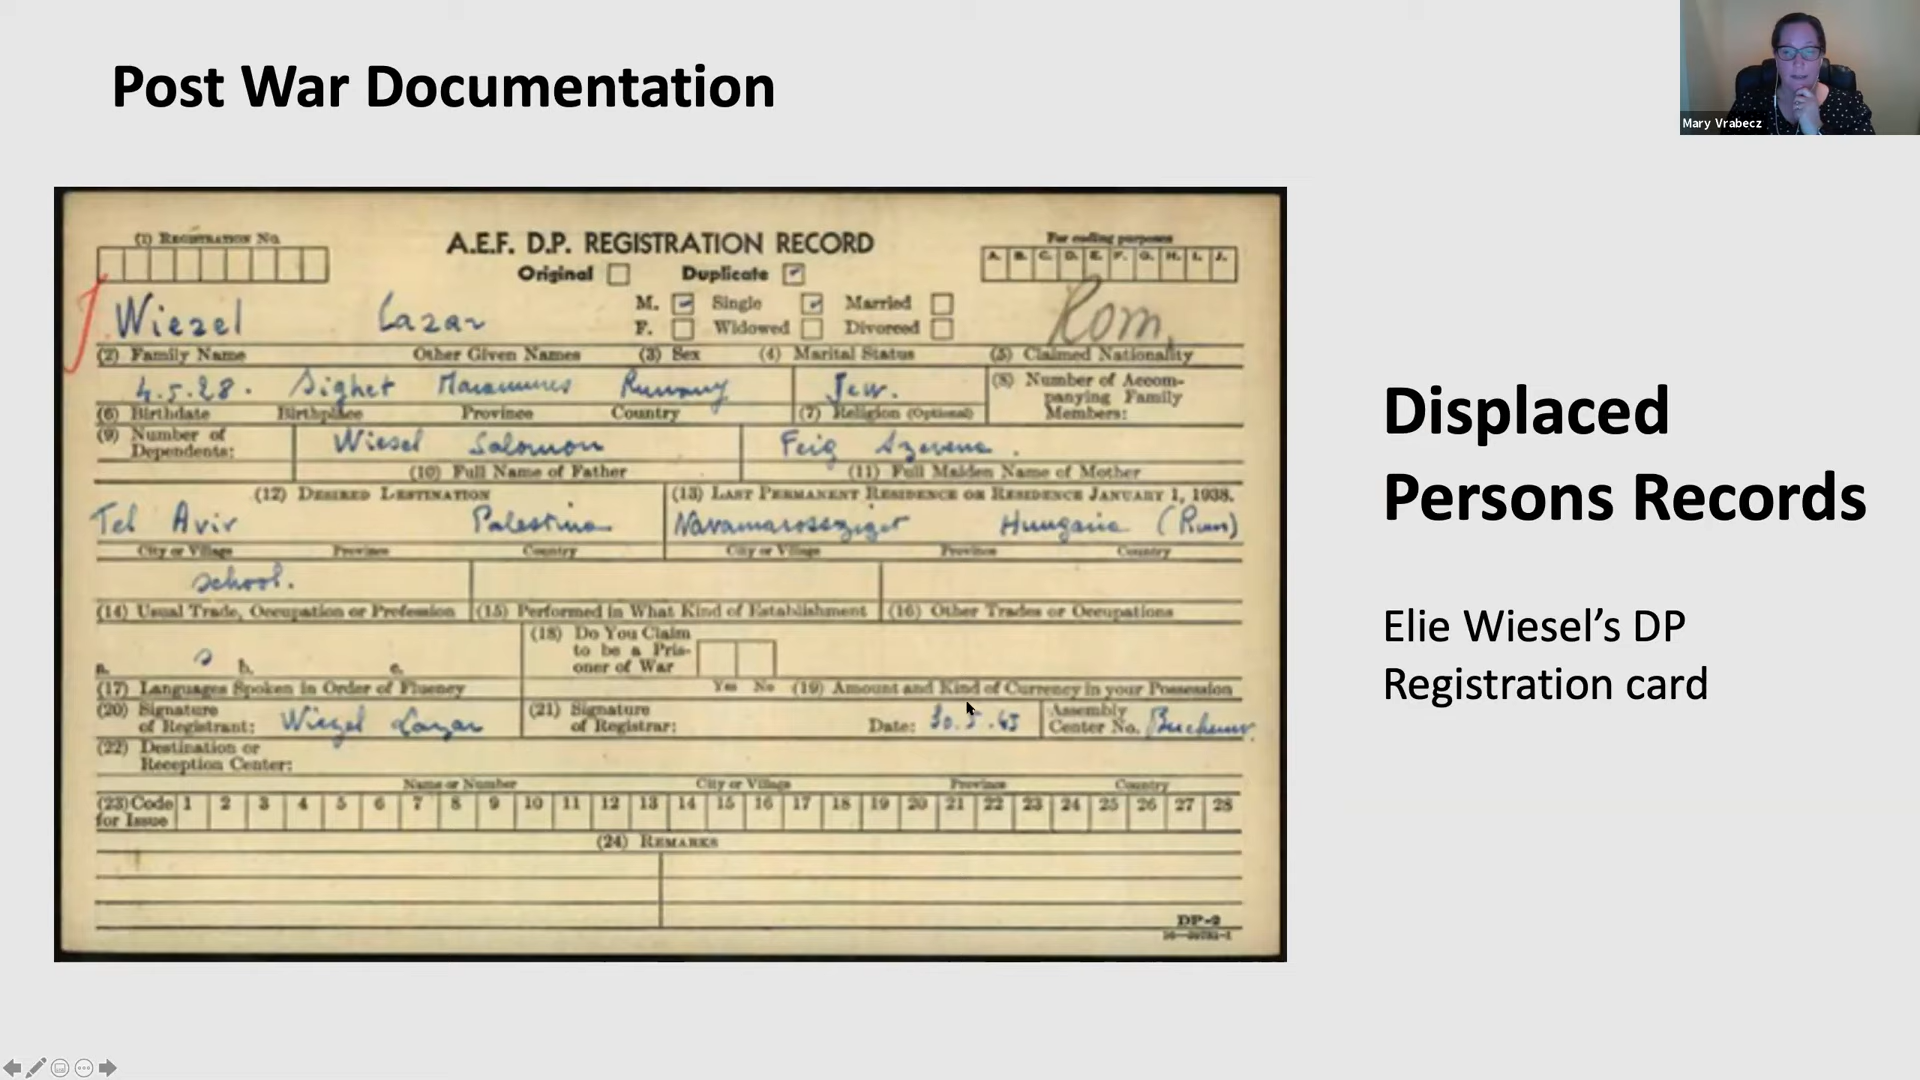 Post War Documentation
Mary Vrabecz
(1) Registration No.
A.E.F. D.P. REGISTRATION RECORD
For coding purposes
Original Duplicate
A. B. C. D. E. F. G. H. I. J.
M. Single Married
J. Wiezel Lazar Rom.
F. Widowed Divorced
(2) Family Name Other Given Names (3) Sex (4) Marital Status (5) Claimed Nationality
4.5.28. Sighet Jew. (8) Number of Accom-
panying Family
Members:
(6) Birthdate Birthplace Province Country (7) Religion (Optional)
(9) Number of
Dependents:
Wiesel Salomon Feig
(10) Full Name of Father (11) Full Maiden Name of Mother
(12) Desired Destination (13) Last Permanent Residence or Residence January 1, 1938.
Tel Aviv Palestina Hungaria (Rum)
City or Village Province Country City or Village Province Country
School.
(14) Usual Trade, Occupation or Profession (15) Performed in What Kind of Establishment (16) Other Trades or Occupations
(18) Do You Claim
to be a Pris-
oner of War
a. b. c.
(17) Languages Spoken in Order of Fluency Yes No (19) Amount and Kind of Currency in your Possession
(20) Signature
of Registrant: Wiezel Lazar
(21) Signature
of Registrar: Date: 30.5.45
Assembly
Center No.
(22) Destination or
Reception Center:
Name or Number City or Village Province Country
(23) Code
for Issue
1 2 3 4 5 6 7 8 9 10 11 12 13 14 15 16 17 18 19 20 21 22 23 24 25 26 27 28
(24) Remarks
DP-2
Displaced
Persons Records
Elie Wiesel’s DP
Registration card